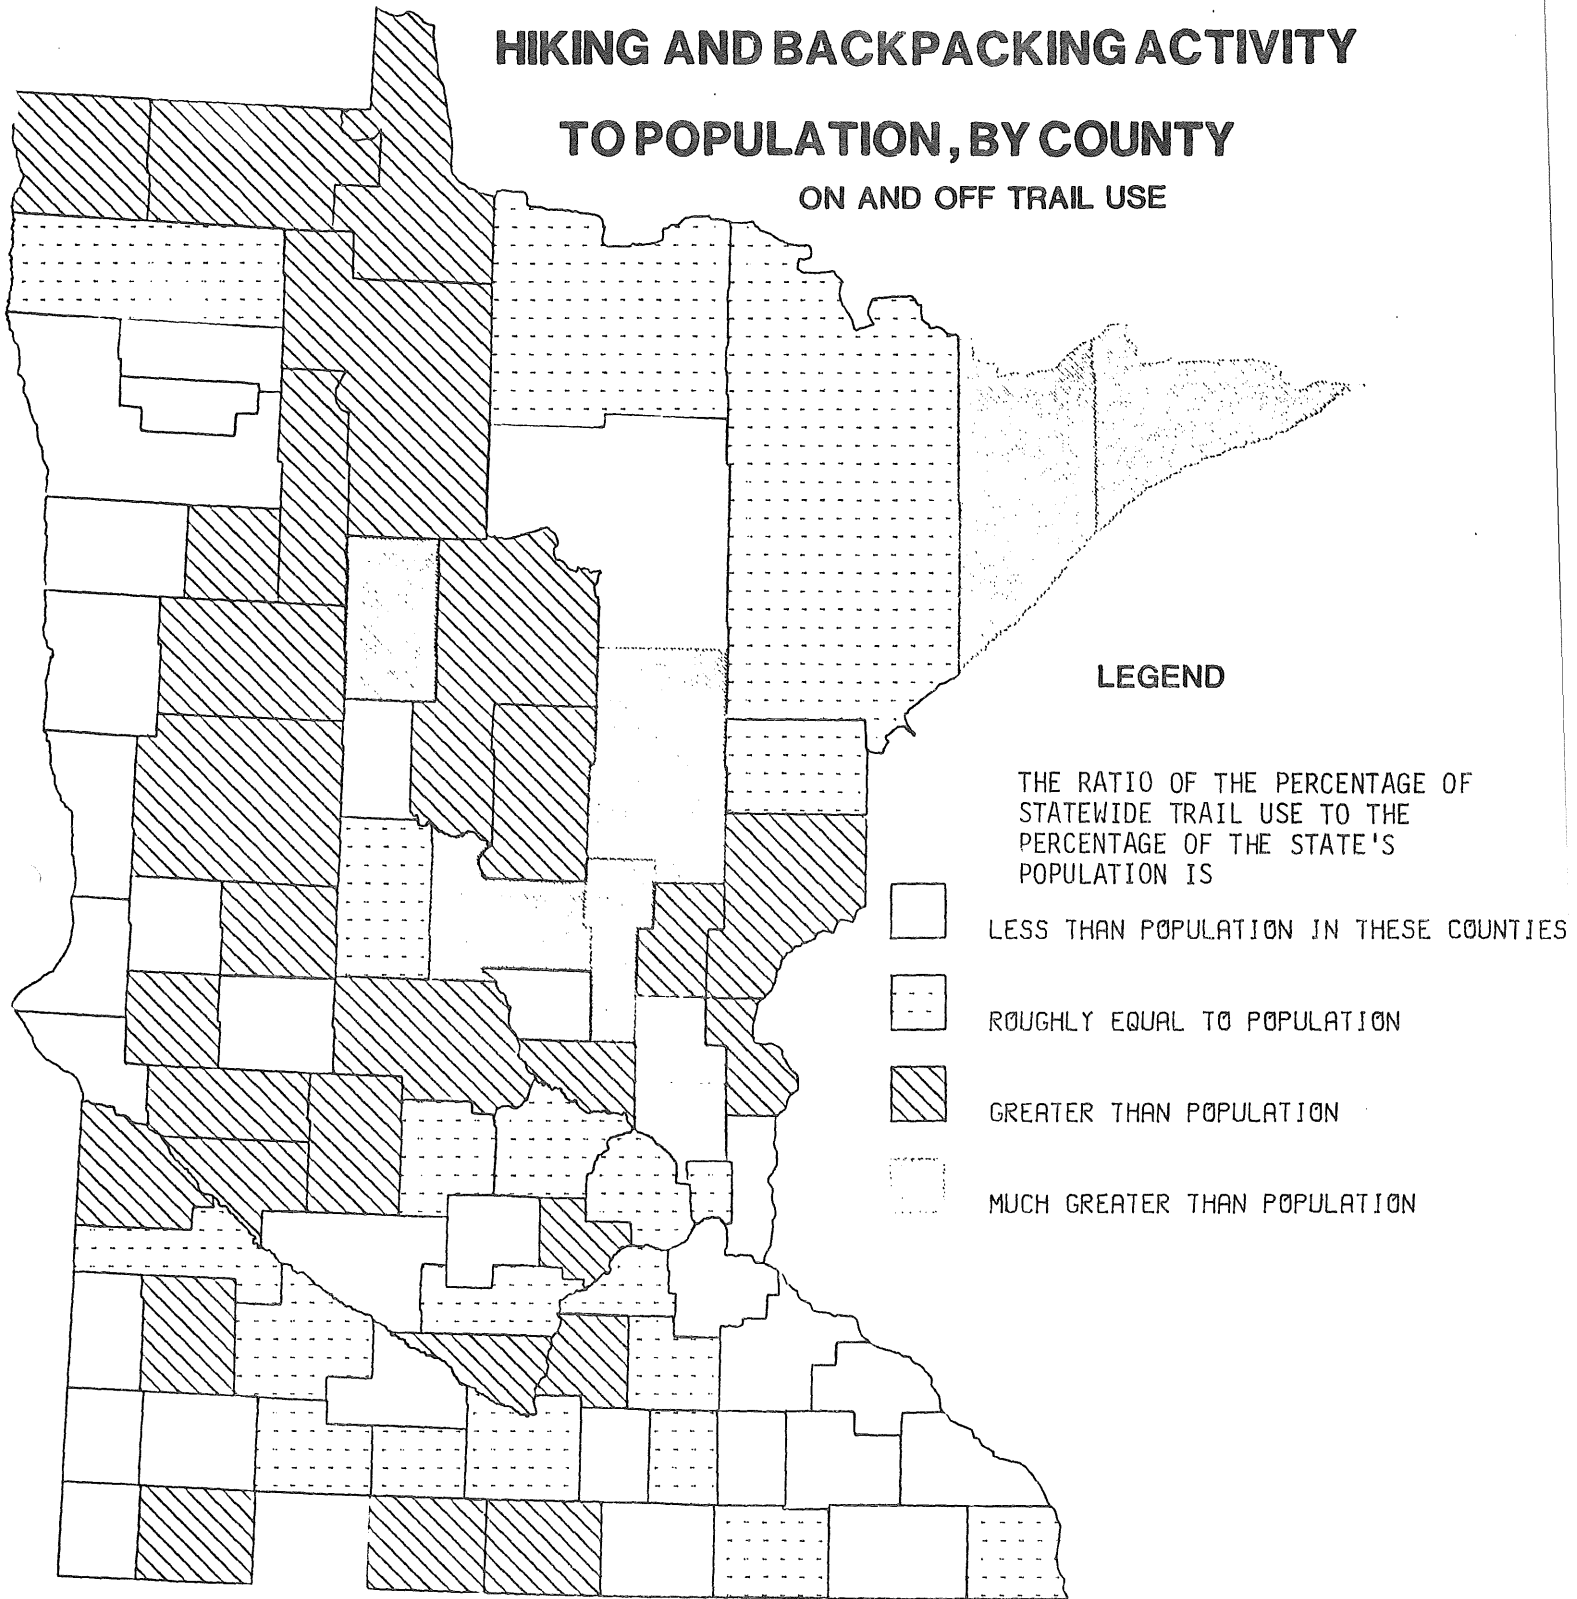 HIKING AND BACKPACKING ACTIVITY
TO POPULATION, BY COUNTY
ON AND OFF TRAIL USE
LEGEND
THE RATIO OF THE PERCENTAGE OF
STATEWIDE TRAIL USE TO THE
PERCENTAGE OF THE STATE'S
POPULATION IS
LESS THAN POPULATION IN THESE COUNTIES
ROUGHLY EQUAL TO POPULATION
GREATER THAN POPULATION
MUCH GREATER THAN POPULATION